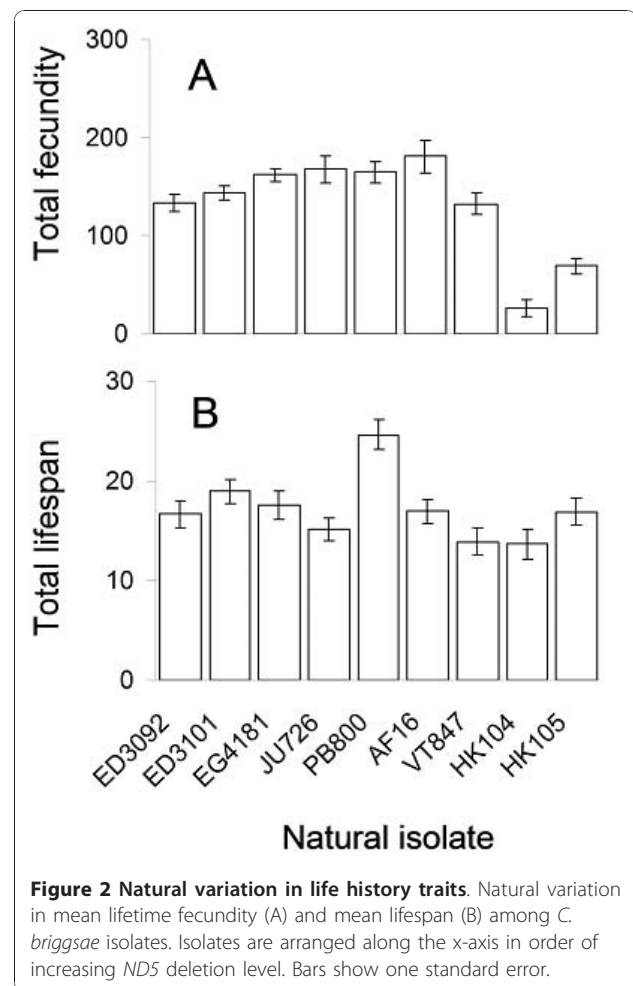 300
A
200
100
0
Total fecundity
30
B
20
10
0
Total lifespan
ED3092
ED3101
EG4181
JU726
PB800
AF16
VT847
HK104
HK105
Natural isolate
Figure 2 Natural variation in life history traits. Natural variation
in mean lifetime fecundity (A) and mean lifespan (B) among C.
briggsae isolates. Isolates are arranged along the x-axis in order of
increasing ND5 deletion level. Bars show one standard error.